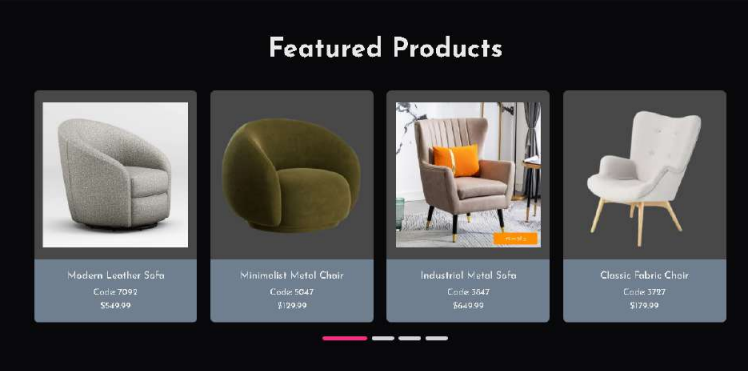 Featured Products
Modern Leather Sofa
Code: 7092
$549.99
Minimalist Metal Chair
Code: 5047
$129.99
Industrial Metal Sofa
Code: 3847
$649.99
Classic Fabric Chair
Code: 3727
$179.99